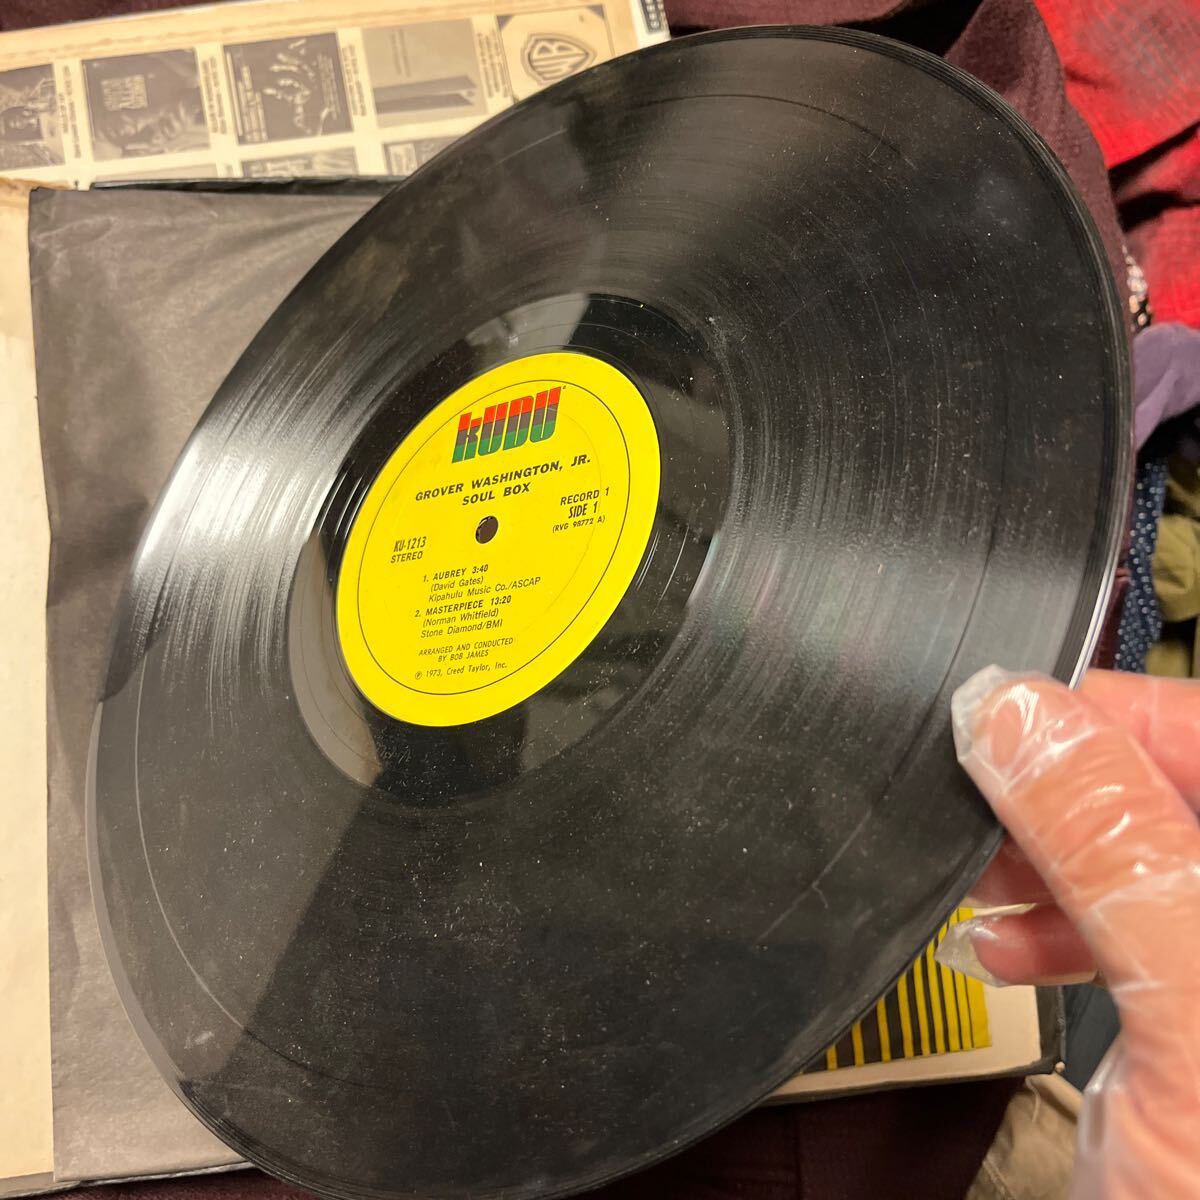 WB
KUDU
GROVER WASHINGTON, JR.
SOUL BOX
RECORD 1
SIDE 1
(RVG 98772 A)
KU-1213
STEREO
1. AUBREY 3:40
(David Gates)
Kipahulu Music Co./ASCAP
2. MASTERPIECE 13:20
(Norman Whitfield)
Stone Diamond/BMI
ARRANGED AND CONDUCTED
BY BOB JAMES
℗ 1973, Creed Taylor, Inc.